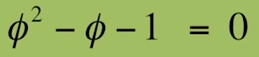 ϕ² − ϕ − 1 = 0